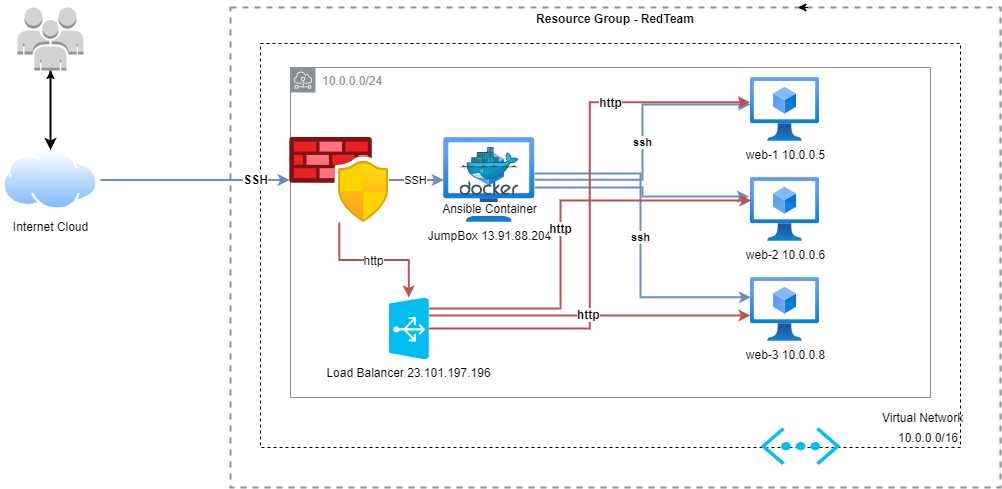 Resource Group - RedTeam
10.0.0.0/24
http
ssh
web-1 10.0.0.5
SSH
SSH
docker
Ansible Container
JumpBox 13.91.88.204
http
ssh
web-2 10.0.0.6
Internet Cloud
http
http
web-3 10.0.0.8
Load Balancer 23.101.197.196
Virtual Network
10.0.0.0/16